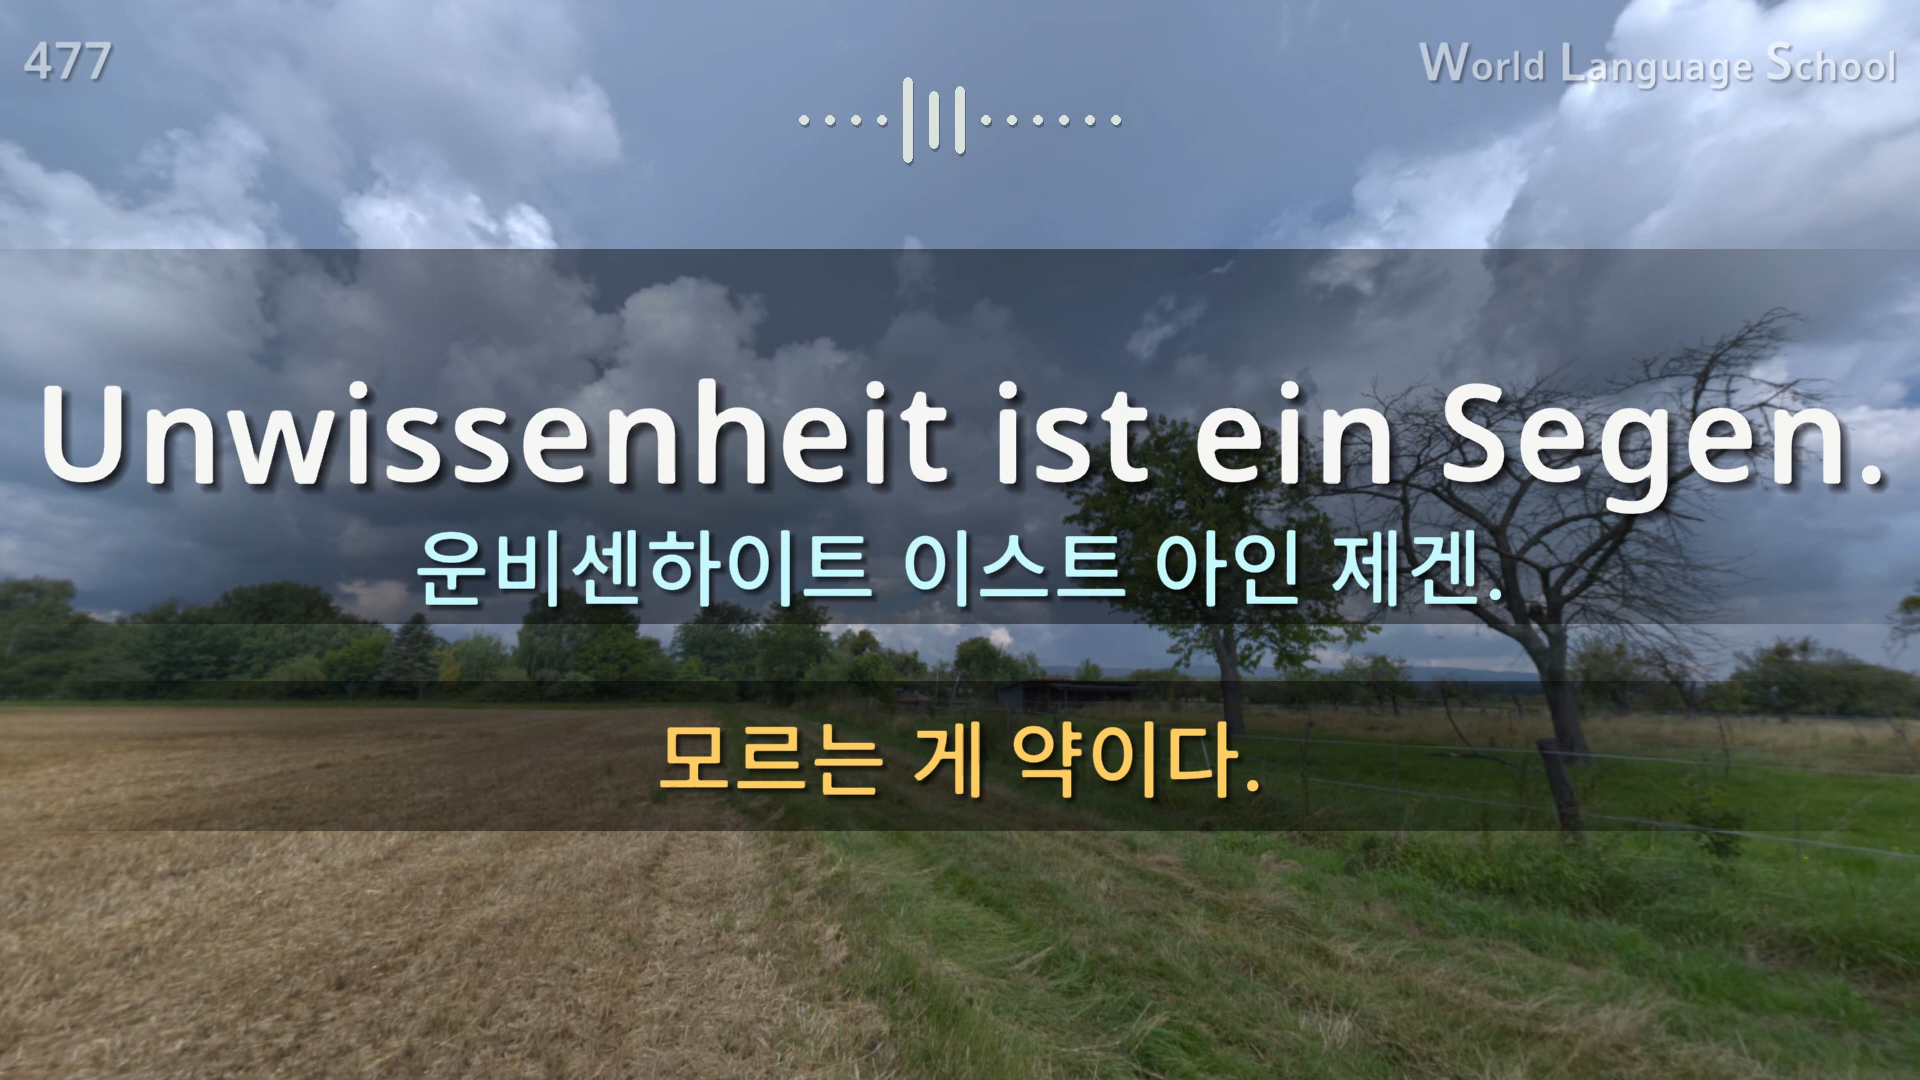 477
World Language School
Unwissenheit ist ein Segen.
운비센하이트 이스트 아인 제겐.
모르는 게 약이다.